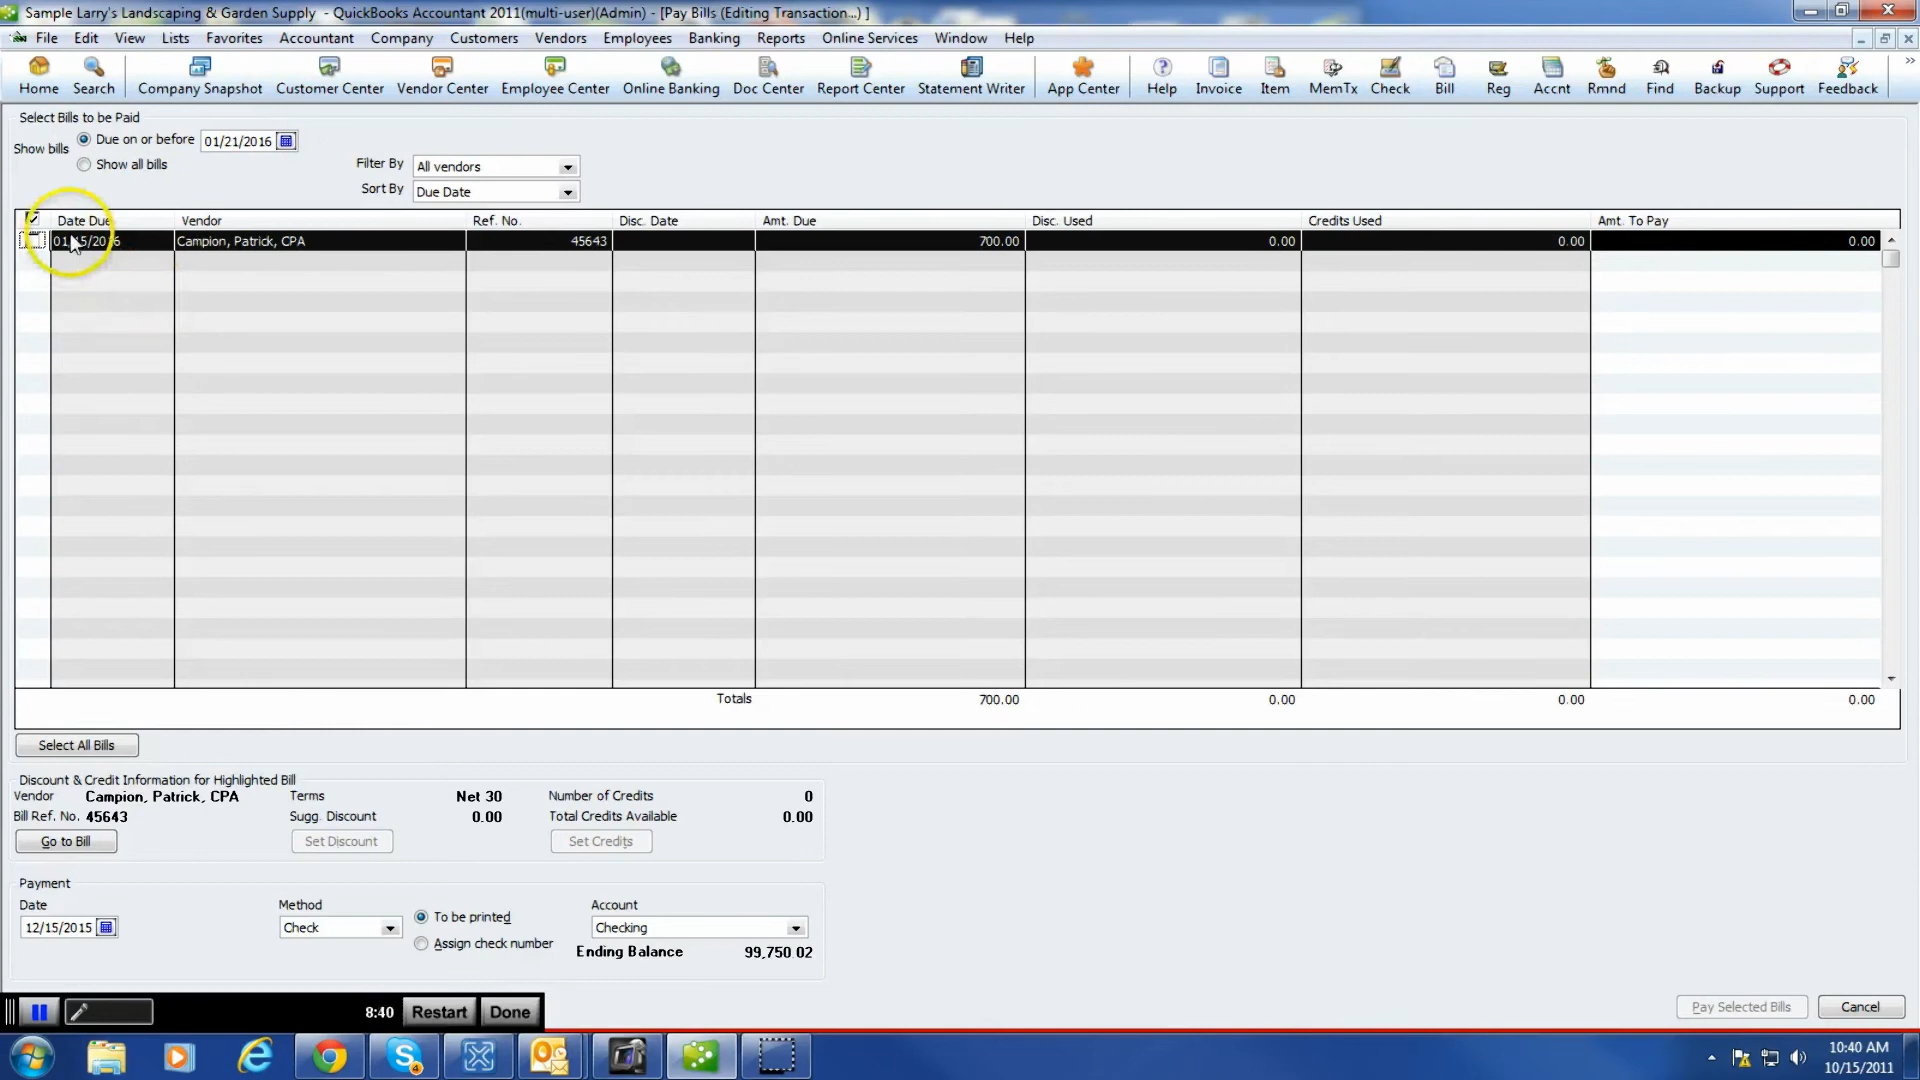 Sample Larry's Landscaping & Garden Supply - QuickBooks Accountant 2011(multi-user)(Admin) - [Pay Bills (Editing Transaction...) ]
File Edit View Lists Favorites Accountant Company Customers Vendors Employees Banking Reports Online Services Window Help
Home Search Company Snapshot Customer Center Vendor Center Employee Center Online Banking Doc Center Report Center Statement Writer App Center Help Invoice Item MemTx Check Bill Reg Accnt Rmnd Find Backup Support Feedback
Select Bills to be Paid
Show bills Due on or before 01/21/2016
Show all bills
Filter By All vendors
Sort By Due Date
Date Due Vendor Ref. No. Disc. Date Amt. Due Disc. Used Credits Used Amt. To Pay
01/15/2016 Campion, Patrick, CPA 45643 700.00 0.00 0.00 0.00
Totals 700.00 0.00 0.00 0.00
Select All Bills
Discount & Credit Information for Highlighted Bill
Vendor Campion, Patrick, CPA Terms Net 30 Number of Credits 0
Bill Ref. No. 45643 Sugg. Discount 0.00 Total Credits Available 0.00
Go to Bill Set Discount Set Credits
Payment
Date Method Account
12/15/2015 Check To be printed Checking
Assign check number Ending Balance 99,750.02
8:40 Restart Done
Pay Selected Bills Cancel
4
10:40 AM
10/15/2011